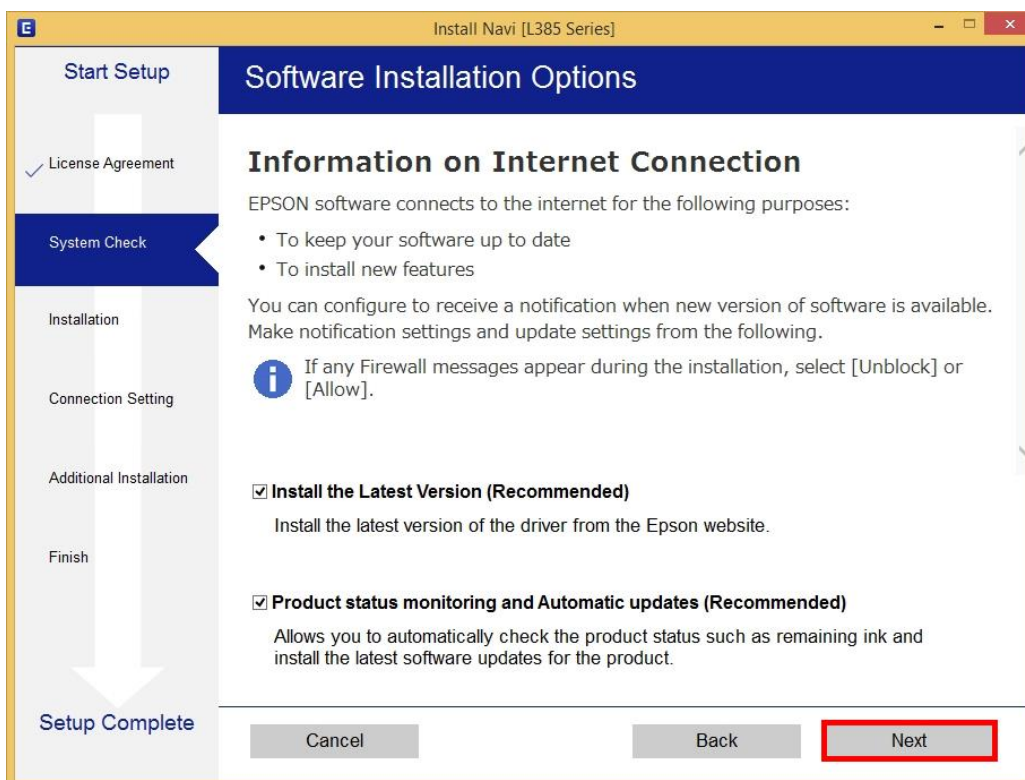 E
Install Navi [L385 Series]
Start Setup
Software Installation Options
License Agreement
System Check
Installation
Connection Setting
Additional Installation
Finish
Setup Complete
Information on Internet Connection
EPSON software connects to the internet for the following purposes:
• To keep your software up to date
• To install new features
You can configure to receive a notification when new version of software is available.
Make notification settings and update settings from the following.
i
If any Firewall messages appear during the installation, select [Unblock] or
[Allow].
Install the Latest Version (Recommended)
Install the latest version of the driver from the Epson website.
Product status monitoring and Automatic updates (Recommended)
Allows you to automatically check the product status such as remaining ink and
install the latest software updates for the product.
Cancel
Back
Next